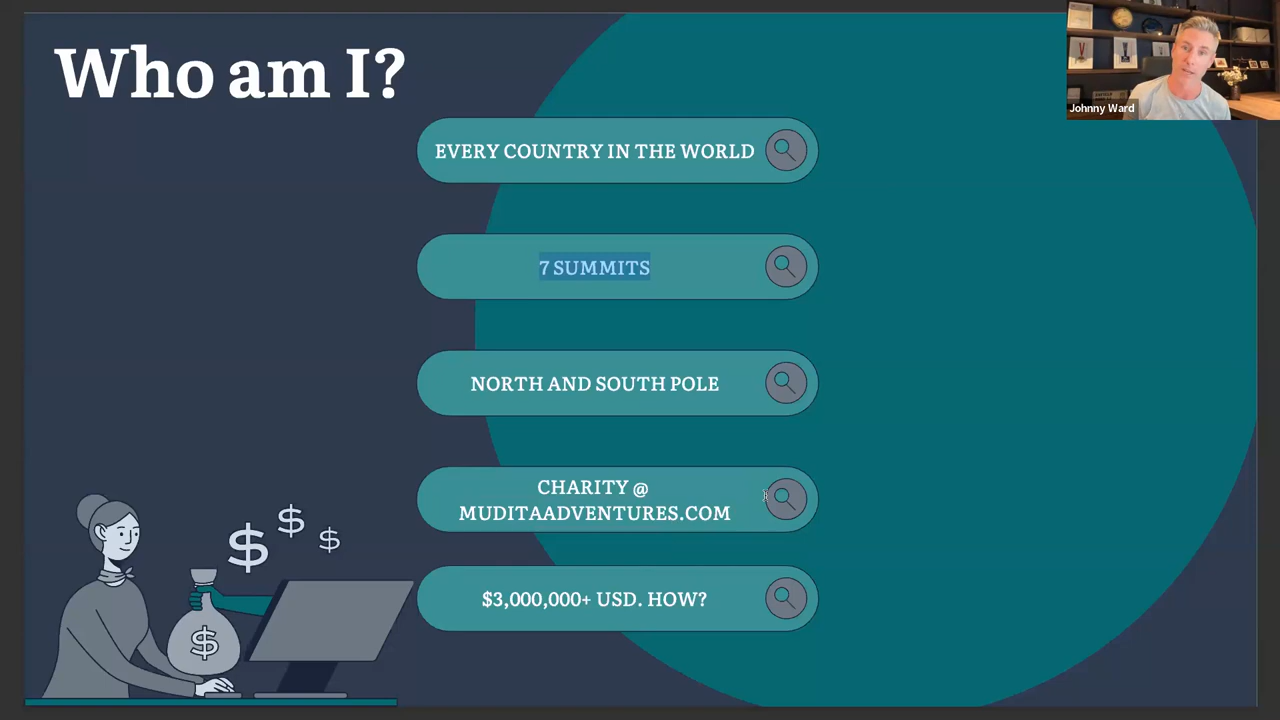 Who am I?
Johnny Ward
EVERY COUNTRY IN THE WORLD
7 SUMMITS
NORTH AND SOUTH POLE
CHARITY @
MUDITAADVENTURES.COM
$3,000,000+ USD. HOW?
$ $ $
$